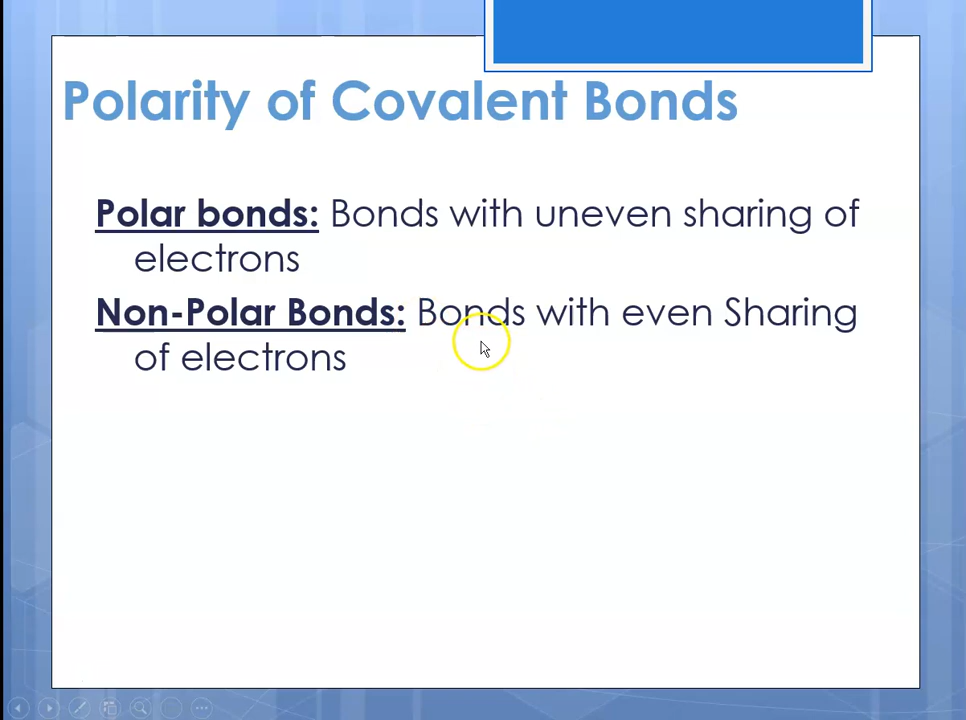 Polarity of Covalent Bonds
Polar bonds: Bonds with uneven sharing of
electrons
Non-Polar Bonds: Bonds with even Sharing
of electrons